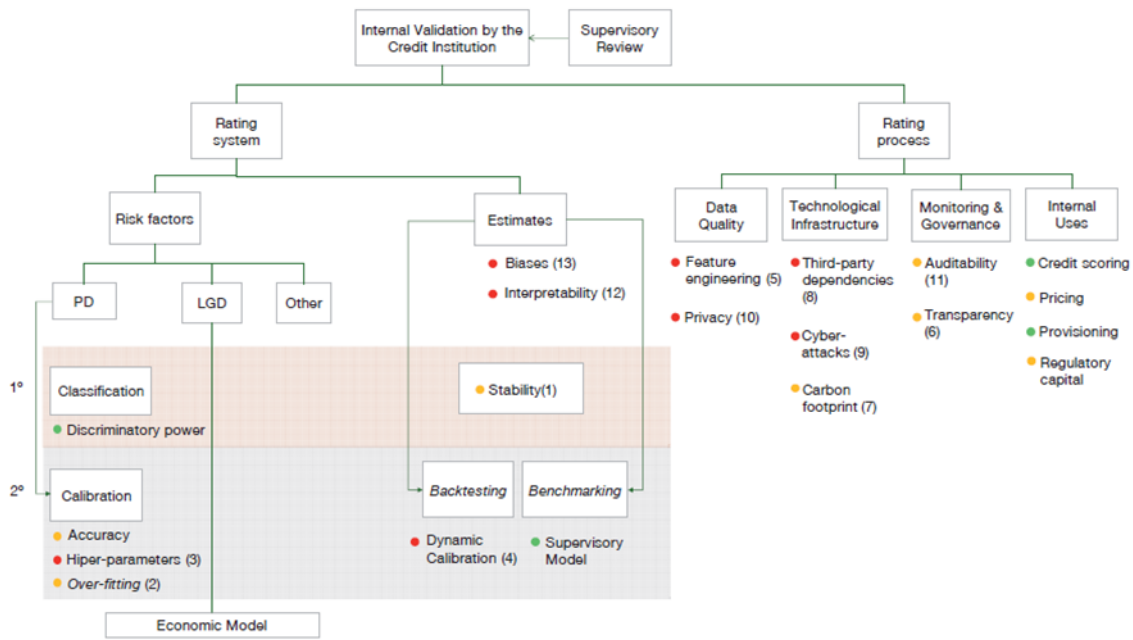 Internal Validation by the
Credit Institution
Supervisory
Review
Rating
system
Rating
process
Risk factors
Estimates
Data
Quality
Technological
Infrastructure
Monitoring &
Governance
Internal
Uses
Biases (13)
Interpretability (12)
Feature
engineering (5)
Privacy (10)
Third-party
dependencies
(8)
Cyber-
attacks (9)
Carbon
footprint (7)
Auditability
(11)
Transparency
(6)
Credit scoring
Pricing
Provisioning
Regulatory
capital
PD
LGD
Other
1º
Classification
Discriminatory power
Stability(1)
2º
Calibration
Accuracy
Hiper-parameters (3)
Over-fitting (2)
Backtesting
Dynamic
Calibration (4)
Benchmarking
Supervisory
Model
Economic Model